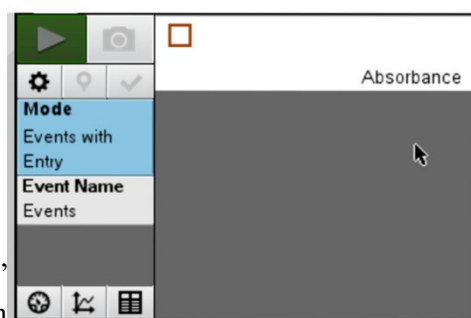 Absorbance
Mode
Events with
Entry
Event Name
Events
,
n